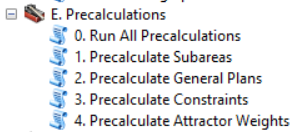 E. Precalculations
0. Run All Precalculations
1. Precalculate Subareas
2. Precalculate General Plans
3. Precalculate Constraints
4. Precalculate Attractor Weights